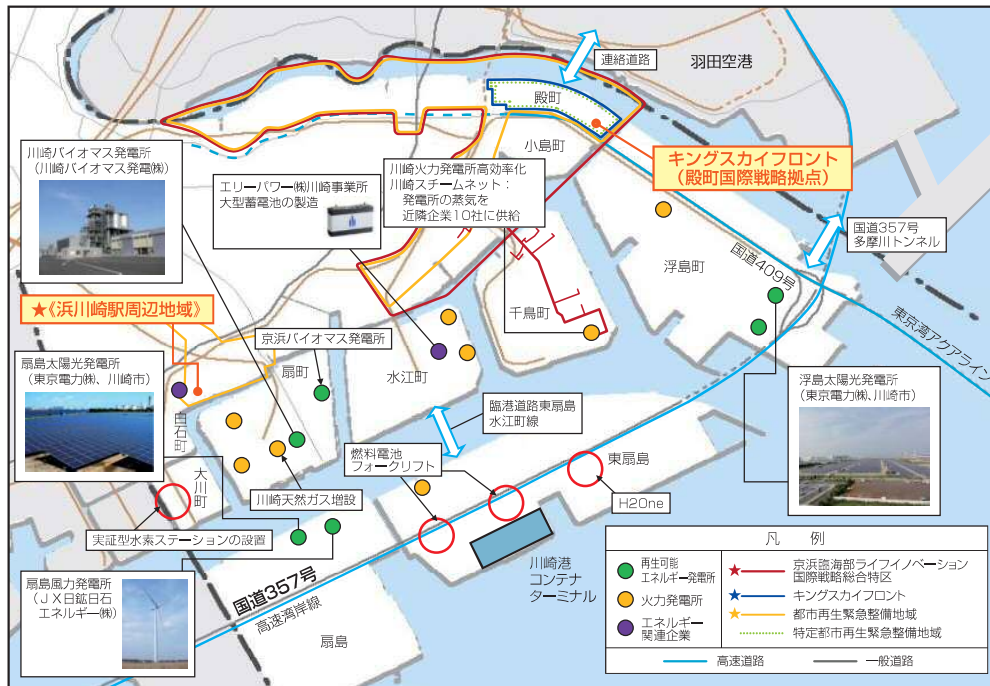 連絡道路
羽田空港
殿町
小島町
川崎バイオマス発電所
(川崎バイオマス発電㈱)
エリーパワー㈱川崎事業所
大型蓄電池の製造
川崎火力発電所高効率化
川崎スチームネット：
発電所の蒸気を
近隣企業10社に供給
キングスカイフロント
(殿町国際戦略拠点)
国道357号
多摩川トンネル
浮島町
国道409号
千鳥町
★《浜川崎駅周辺地域》
京浜バイオマス発電所
東京湾アクアライン
扇島太陽光発電所
(東京電力㈱、川崎市)
扇町
水江町
浮島太陽光発電所
(東京電力㈱、川崎市)
白石町
臨港道路東扇島
水江町線
燃料電池
フォークリフト
東扇島
大川町
川崎天然ガス増設
H2One
実証型水素ステーションの設置
川崎港
コンテナ
ターミナル
扇島風力発電所
(JX日鉱日石
エネルギー㈱)
国道357号
高速湾岸線
扇島
凡 例
再生可能
エネルギー発電所
火力発電所
エネルギー
関連企業
★ 京浜臨海部ライフイノベーション
国際戦略総合特区
★ キングスカイフロント
★ 都市再生緊急整備地域
特定都市再生緊急整備地域
高速道路
一般道路